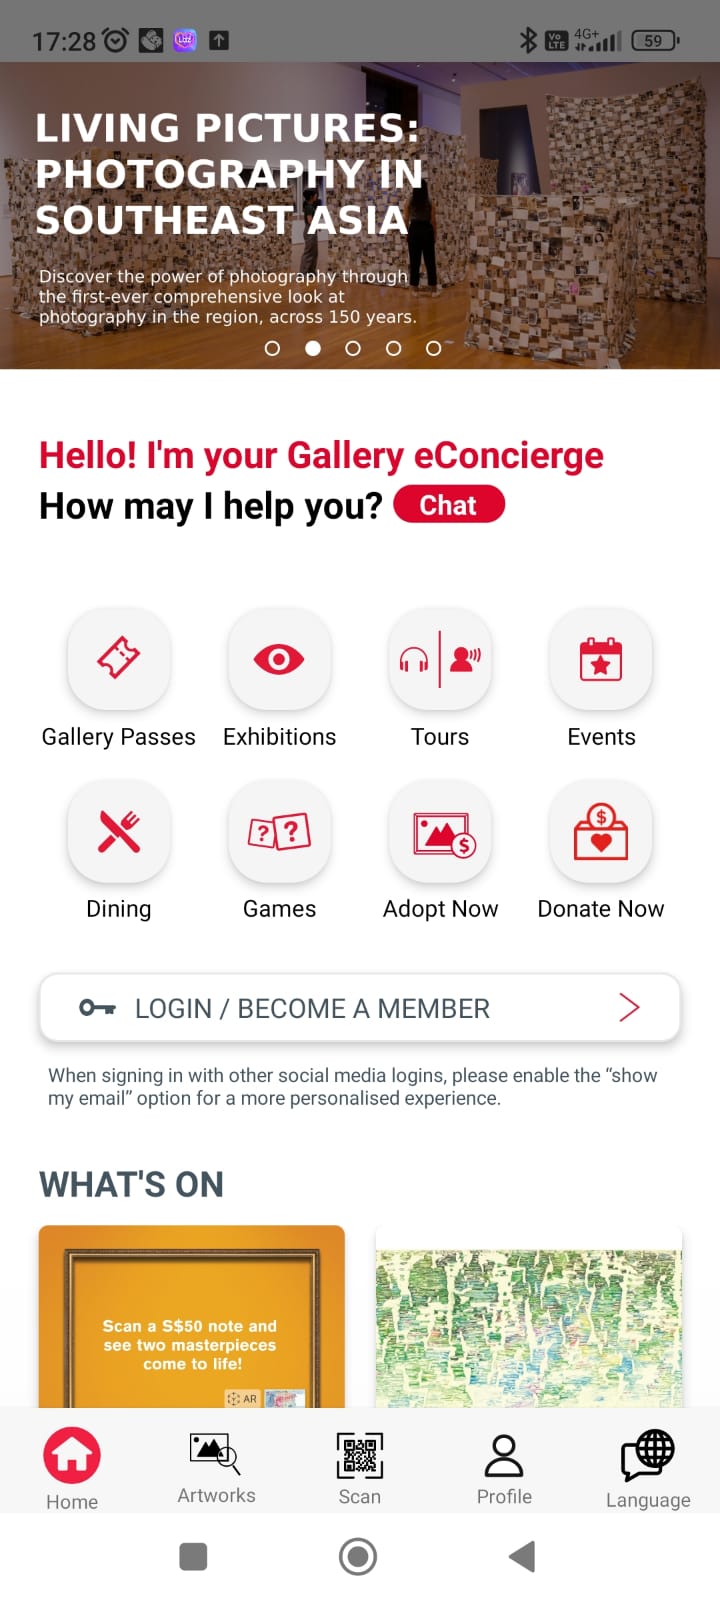 17:28
Vo LTE
4G+
59
LIVING PICTURES:
PHOTOGRAPHY IN
SOUTHEAST ASIA
Discover the power of photography through
the first-ever comprehensive look at
photography in the region, across 150 years.
Hello! I'm your Gallery eConcierge
How may I help you? Chat
Gallery Passes
Exhibitions
Tours
Events
Dining
Games
Adopt Now
Donate Now
LOGIN / BECOME A MEMBER
When signing in with other social media logins, please enable the “show
my email” option for a more personalised experience.
WHAT'S ON
Scan a S$50 note and
see two masterpieces
come to life!
AR
Home
Artworks
Scan
Profile
Language